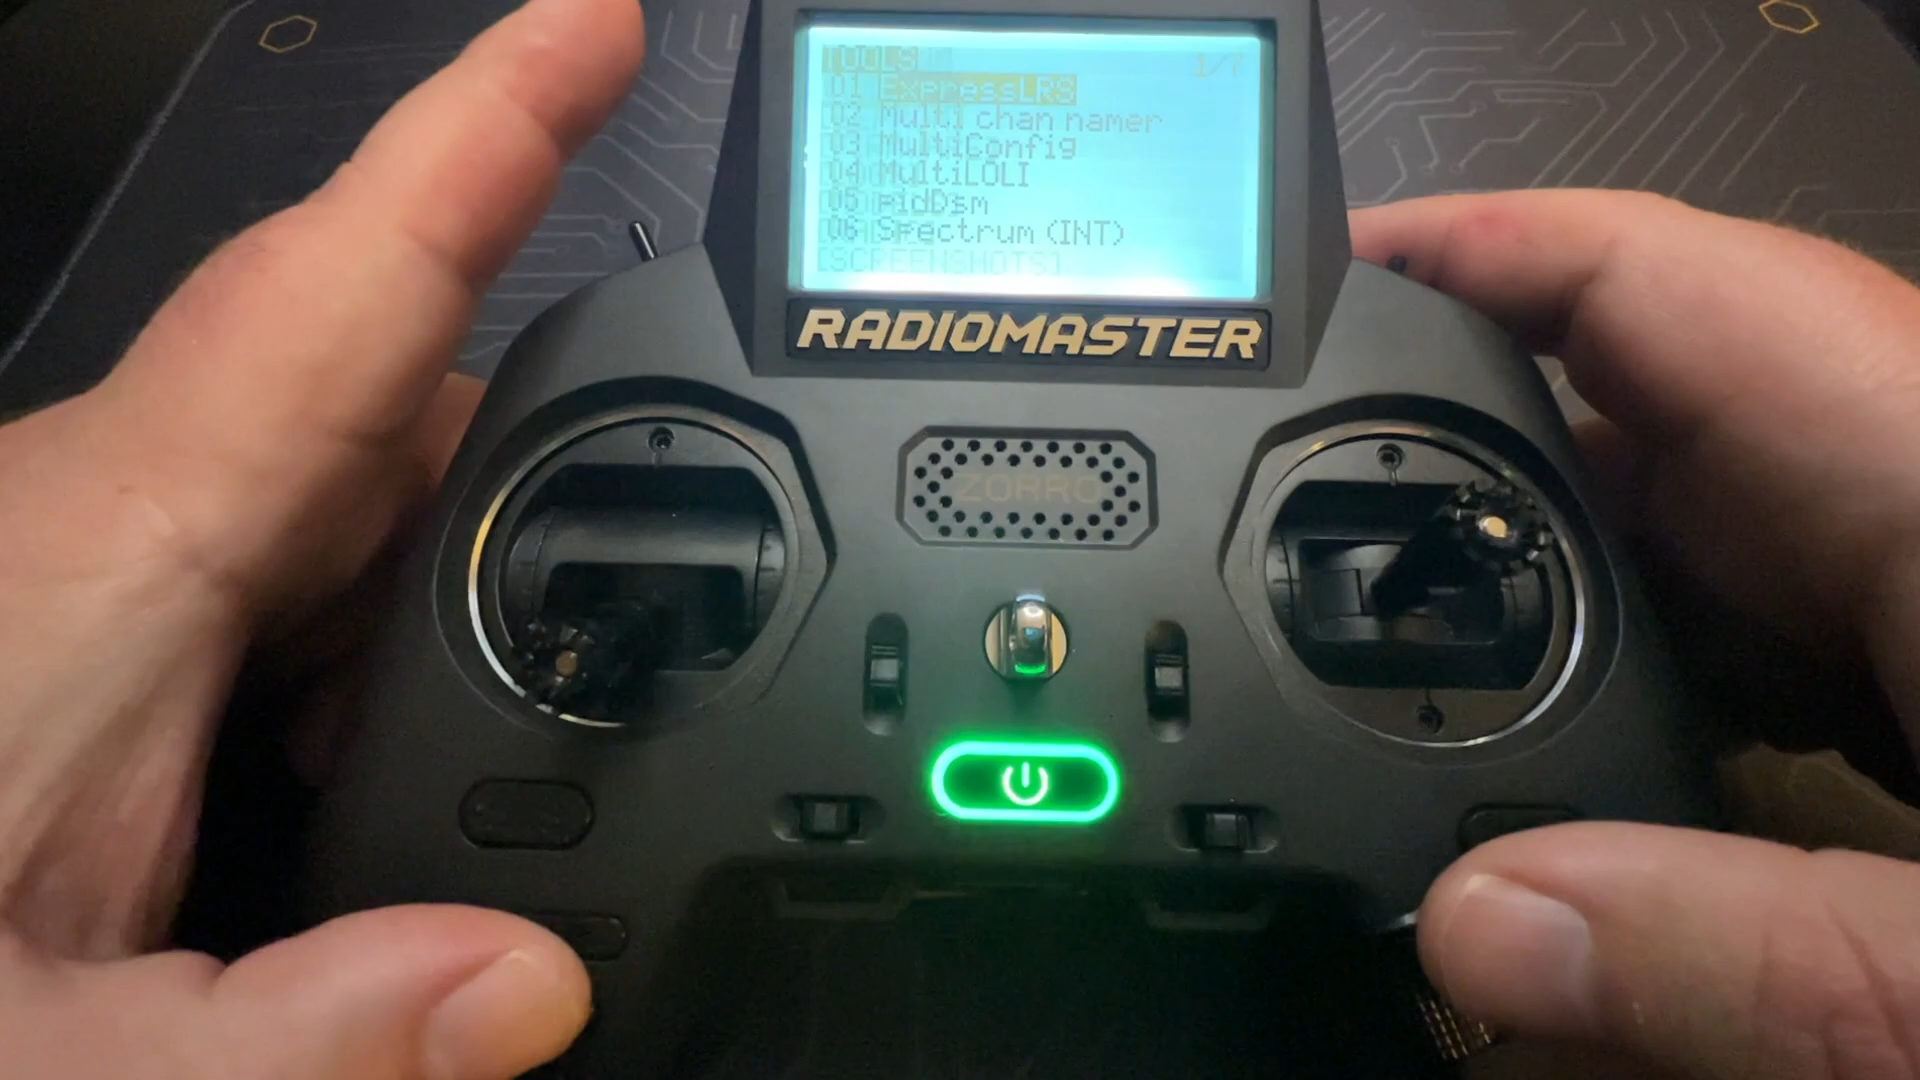 TOOLS 1/7
01 ExpressLRS
02 Multi chan namer
03 MultiConfig
04 MultiLOLI
05 pidDsm
06 Spectrum (INT)
[SCREENSHOTS]
RADIOMASTER
ZORRO